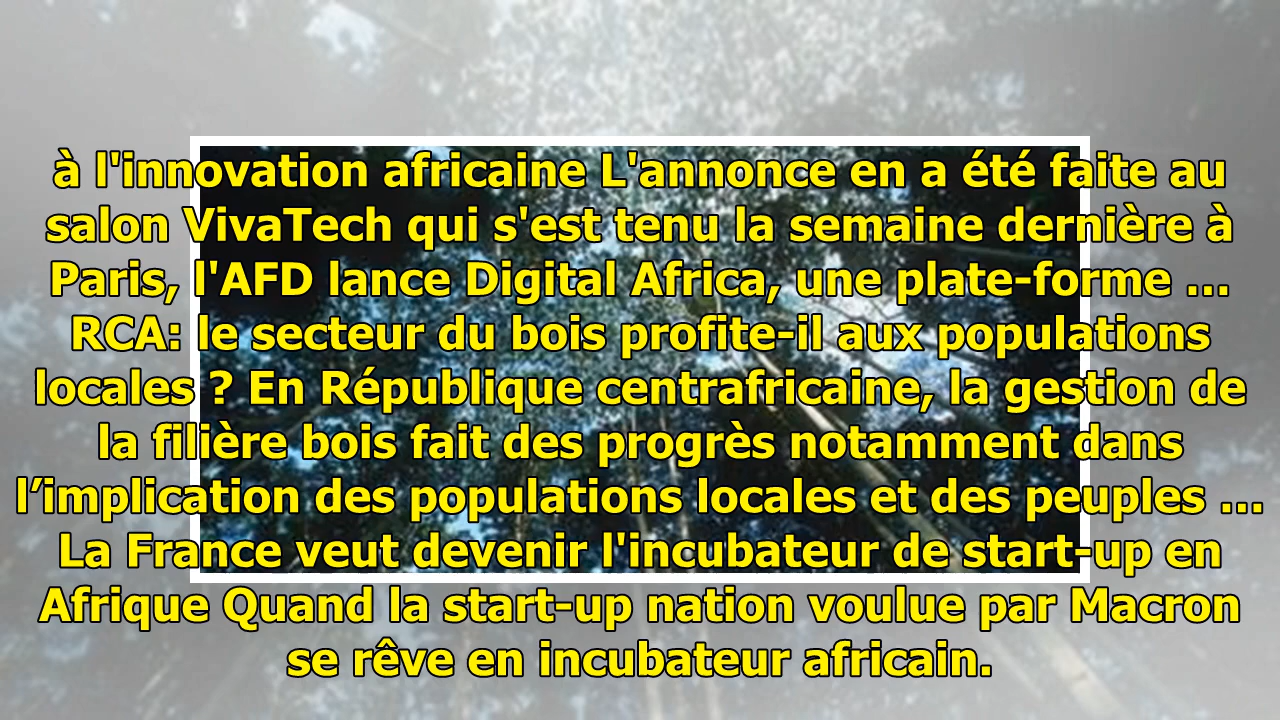 à l'innovation africaine L'annonce en a été faite au
salon VivaTech qui s'est tenu la semaine dernière à
Paris, l'AFD lance Digital Africa, une plate-forme ...
RCA: le secteur du bois profite-il aux populations
locales ? En République centrafricaine, la gestion de
la filière bois fait des progrès notamment dans
l’implication des populations locales et des peuples ...
La France veut devenir l'incubateur de start-up en
Afrique Quand la start-up nation voulue par Macron
se rêve en incubateur africain.